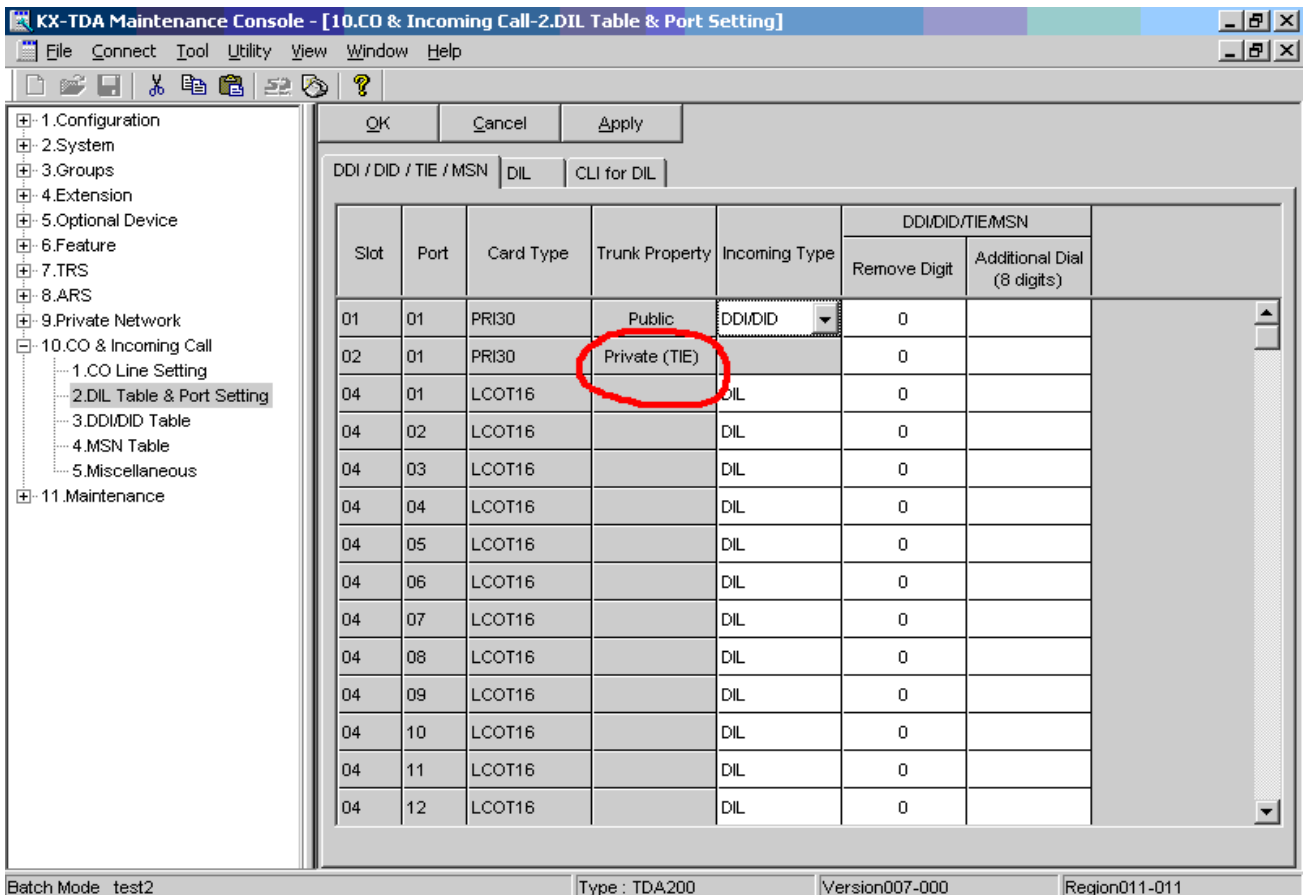 KX-TDA Maintenance Console - [10.CO & Incoming Call-2.DIL Table & Port Setting]
File Connect Tool Utility View Window Help
1.Configuration
2.System
3.Groups
4.Extension
5.Optional Device
6.Feature
7.TRS
8.ARS
9.Private Network
10.CO & Incoming Call
1.CO Line Setting
2.DIL Table & Port Setting
3.DDI/DID Table
4.MSN Table
5.Miscellaneous
11.Maintenance
OK Cancel Apply
DDI / DID / TIE / MSN DIL CLI for DIL
Slot Port Card Type Trunk Property Incoming Type DDI/DID/TIE/MSN
Remove Digit Additional Dial (8 digits)
01 01 PRI30 Public DDI/DID 0
02 01 PRI30 Private (TIE) 0
04 01 LCOT16 DIL 0
04 02 LCOT16 DIL 0
04 03 LCOT16 DIL 0
04 04 LCOT16 DIL 0
04 05 LCOT16 DIL 0
04 06 LCOT16 DIL 0
04 07 LCOT16 DIL 0
04 08 LCOT16 DIL 0
04 09 LCOT16 DIL 0
04 10 LCOT16 DIL 0
04 11 LCOT16 DIL 0
04 12 LCOT16 DIL 0
Batch Mode test2 Type : TDA200 Version007-000 Region011-011